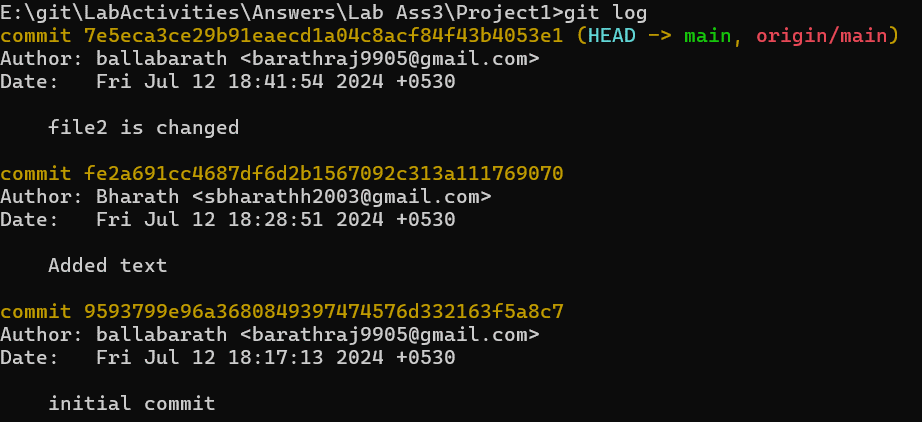 E:\git\LabActivities\Answers\Lab Ass3\Project1>git log
commit 7e5eca3ce29b91eaecd1a04c8acf84f43b4053e1 (HEAD -> main, origin/main)
Author: ballabarath <barathraj9905@gmail.com>
Date:   Fri Jul 12 18:41:54 2024 +0530
    file2 is changed
commit fe2a691cc4687df6d2b1567092c313a111769070
Author: Bharath <sbharathh2003@gmail.com>
Date:   Fri Jul 12 18:28:51 2024 +0530
    Added text
commit 9593799e96a3680849397474576d332163f5a8c7
Author: ballabarath <barathraj9905@gmail.com>
Date:   Fri Jul 12 18:17:13 2024 +0530
    initial commit